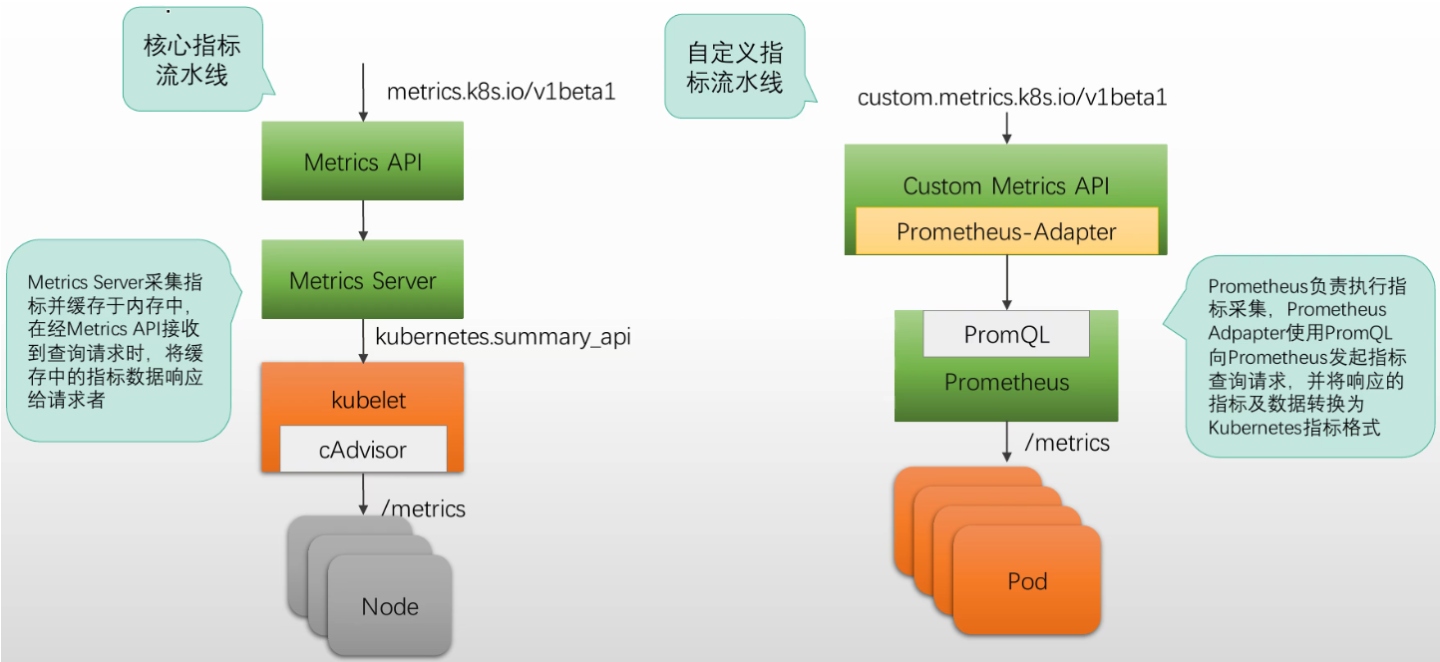 核心指标
流水线
metrics.k8s.io/v1beta1
Metrics API
Metrics Server
Metrics Server采集指
标并缓存于内存中，
在经Metrics API接收
到查询请求时，将缓
存中的指标数据响应
给请求者
kubernetes.summary_api
kubelet
cAdvisor
/metrics
Node
自定义指
标流水线
custom.metrics.k8s.io/v1beta1
Custom Metrics API
Prometheus-Adapter
PromQL
Prometheus
Prometheus负责执行指
标采集，Prometheus
Adpapter使用PromQL
向Prometheus发起指标
查询请求，并将响应的
指标及数据转换为
Kubernetes指标格式
/metrics
Pod